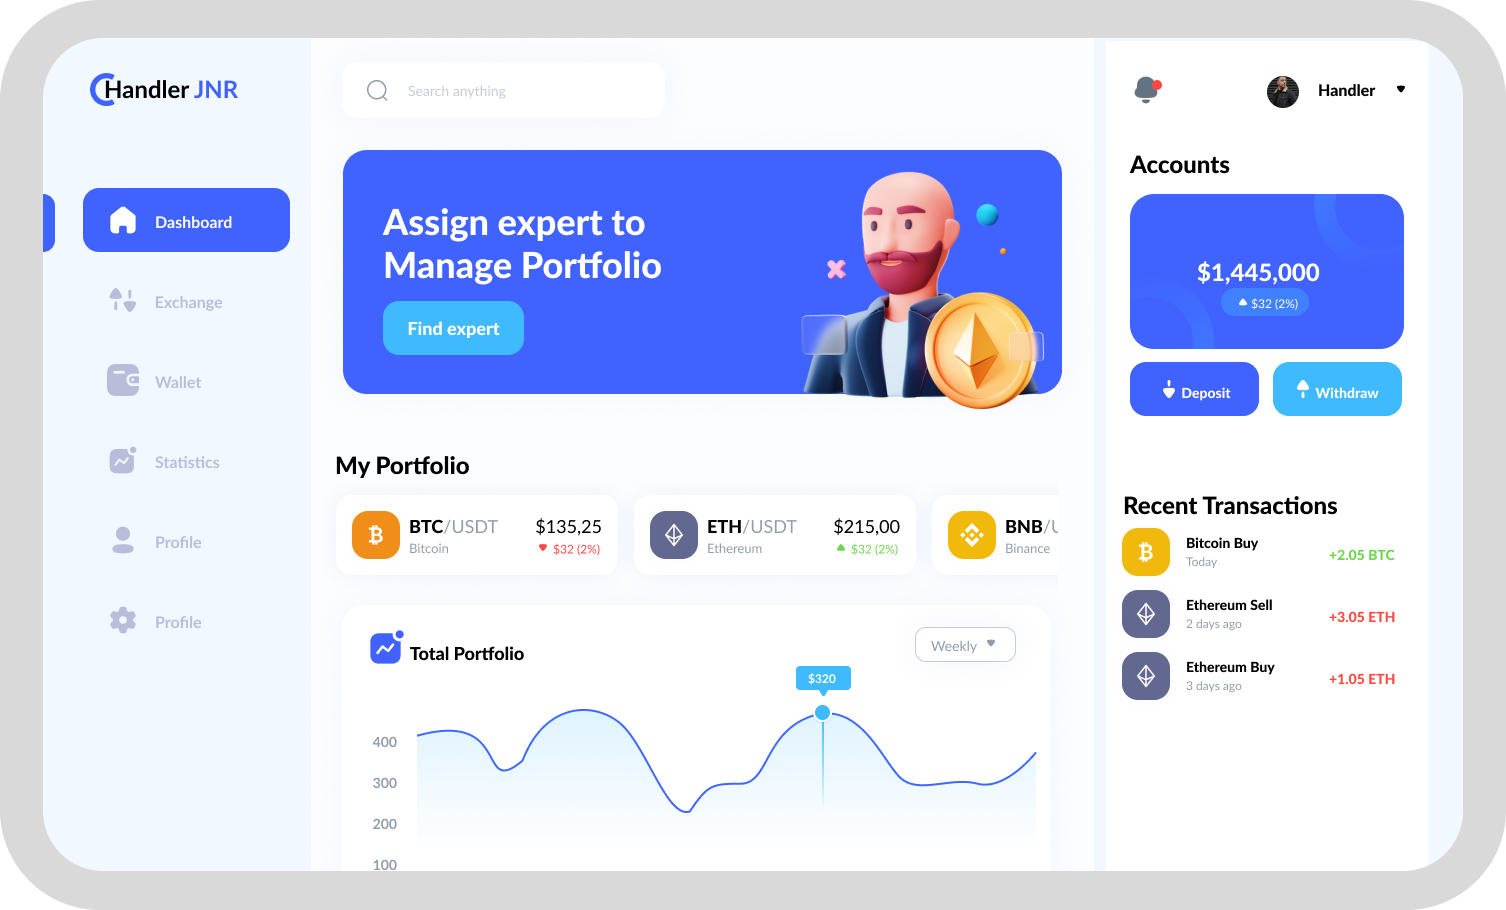 Handler JNR
Search anything
Handler
Dashboard
Exchange
Wallet
Statistics
Profile
Profile
Assign expert to
Manage Portfolio
Find expert
My Portfolio
BTC/USDT $135,25
Bitcoin $32 (2%)
ETH/USDT $215,00
Ethereum $32 (2%)
BNB/U
Binance
Total Portfolio
Weekly
$320
400
300
200
100
Accounts
$1,445,000
$32 (2%)
Deposit
Withdraw
Recent Transactions
Bitcoin Buy
Today
+2.05 BTC
Ethereum Sell
2 days ago
+3.05 ETH
Ethereum Buy
3 days ago
+1.05 ETH